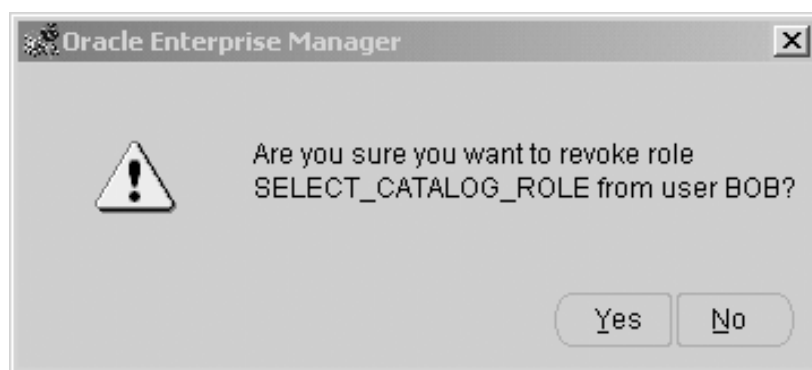 Oracle Enterprise Manager
Are you sure you want to revoke role
SELECT_CATALOG_ROLE from user BOB?
Yes No